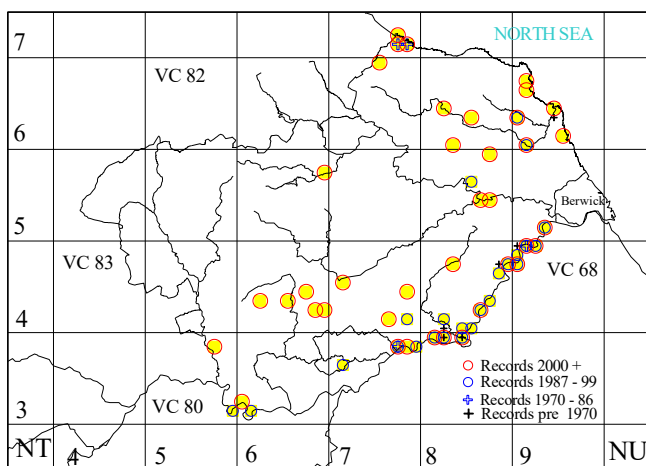 NORTH SEA
7
VC 82
6
Berwick
5
VC 83
VC 68
4
Records 2000 +
Records 1987 - 99
VC 80
Records 1970 - 86
3
Records pre 1970
NT 4 5 6 7 8 9 NU